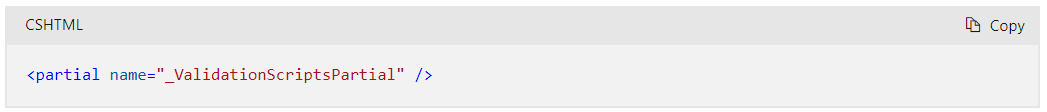 CSHTML
Copy
<partial name="_ValidationScriptsPartial" />